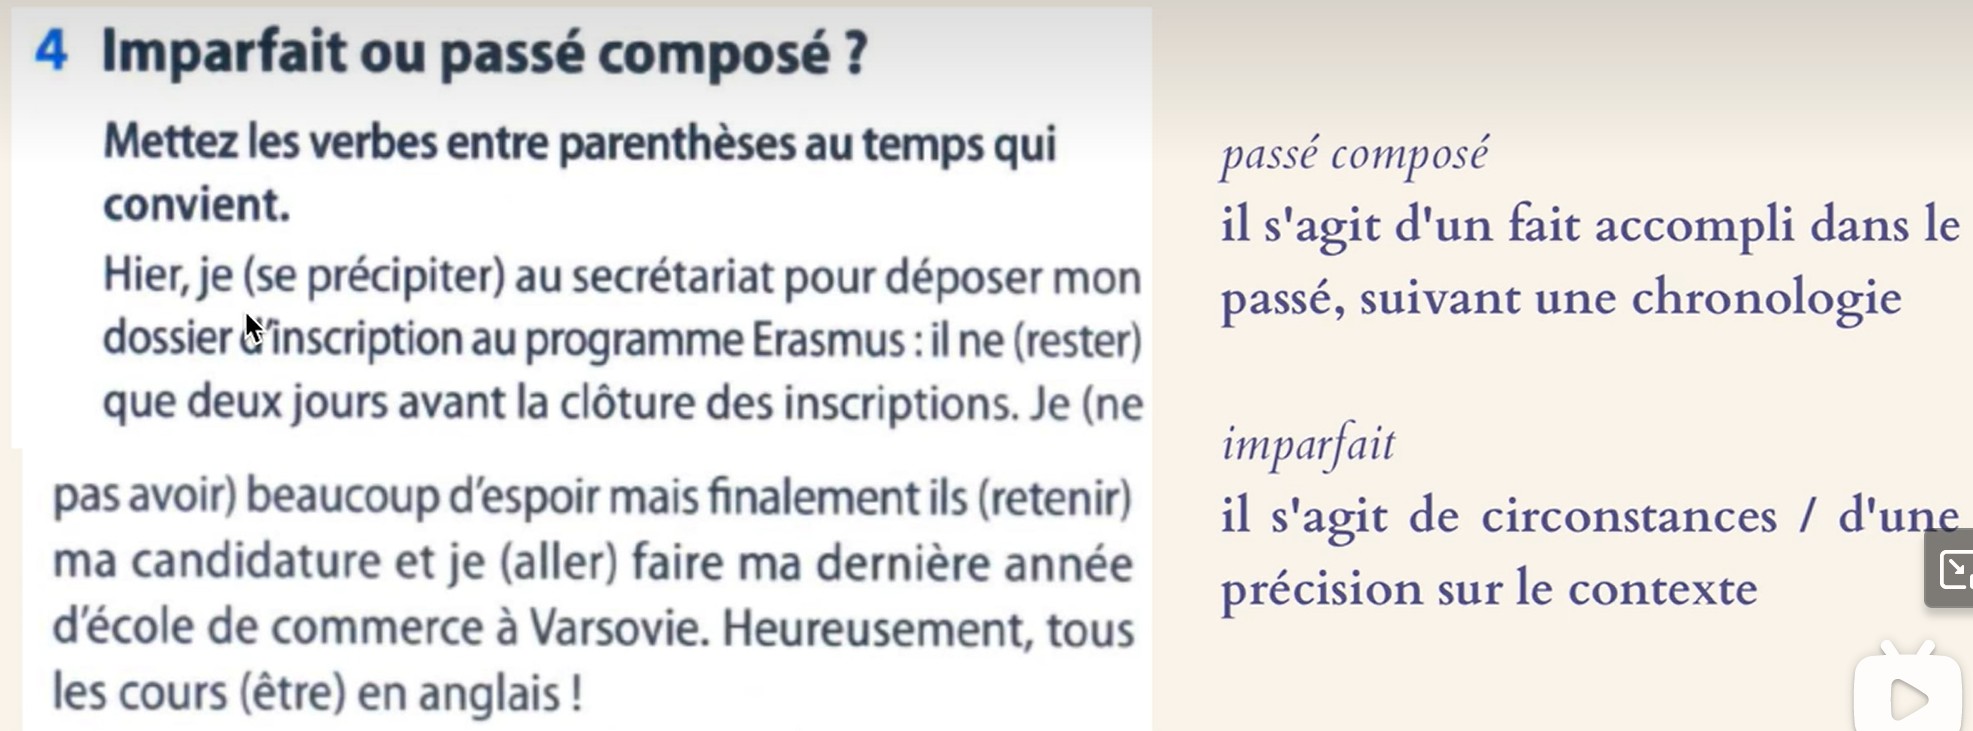 4 Imparfait ou passé composé ?
Mettez les verbes entre parenthèses au temps qui
convient.
Hier, je (se précipiter) au secrétariat pour déposer mon
dossier d'inscription au programme Erasmus : il ne (rester)
que deux jours avant la clôture des inscriptions. Je (ne
pas avoir) beaucoup d'espoir mais finalement ils (retenir)
ma candidature et je (aller) faire ma dernière année
d'école de commerce à Varsovie. Heureusement, tous
les cours (être) en anglais !
passé composé
il s'agit d'un fait accompli dans le
passé, suivant une chronologie
imparfait
il s'agit de circonstances / d'une
précision sur le contexte